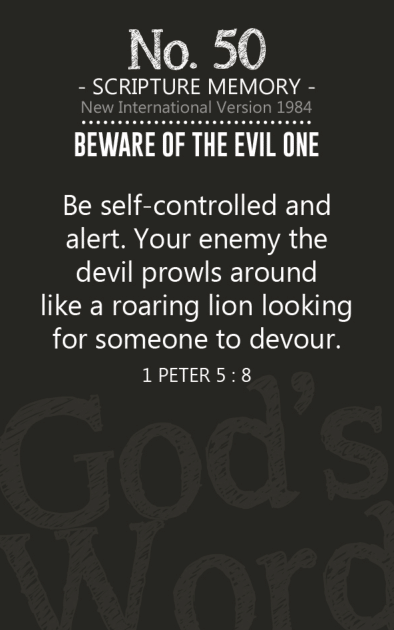 No. 50
- SCRIPTURE MEMORY -
New International Version 1984
BEWARE OF THE EVIL ONE
Be self-controlled and
alert. Your enemy the
devil prowls around
like a roaring lion looking
for someone to devour.
1 PETER 5 : 8
God's
Word